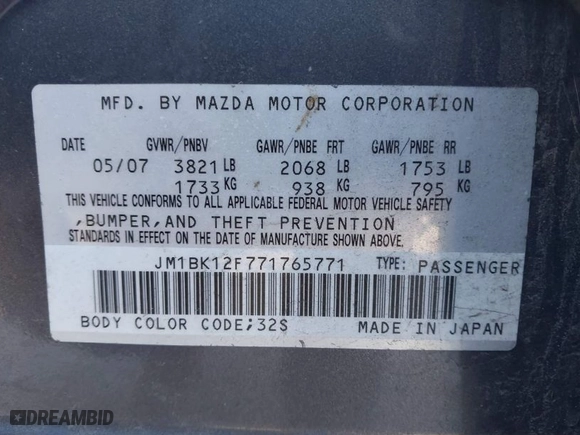 MFD. BY MAZDA MOTOR CORPORATION
DATE GVWR/PNBV GAWR/PNBE FRT GAWR/PNBE RR
05/07 3821 LB 2068 LB 1753 LB
1733 KG 938 KG 795 KG
THIS VEHICLE CONFORMS TO ALL APPLICABLE FEDERAL MOTOR VEHICLE SAFETY
,BUMPER,AND THEFT PREVENTION
STANDARDS IN EFFECT ON THE DATE OF MANUFACTURE SHOWN ABOVE.
JM1BK12F771765771 TYPE: PASSENGER
BODY COLOR CODE;32S MADE IN JAPAN
DREAMBID